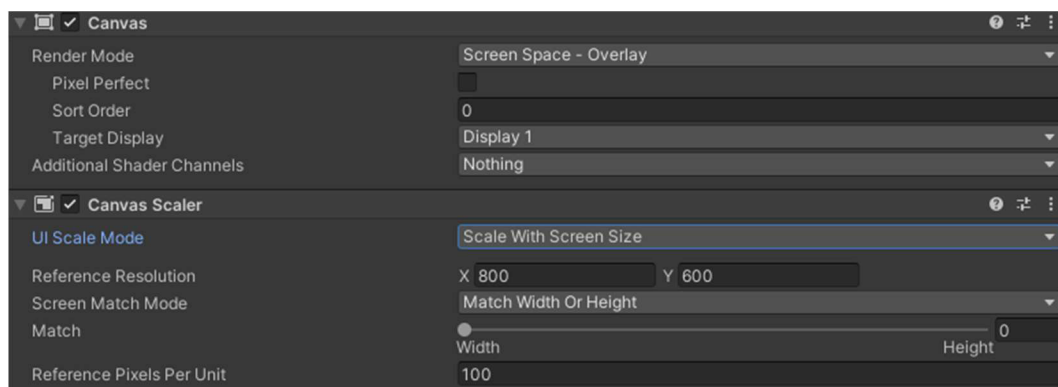 Canvas
Render Mode Screen Space - Overlay
Pixel Perfect
Sort Order 0
Target Display Display 1
Additional Shader Channels Nothing
Canvas Scaler
UI Scale Mode Scale With Screen Size
Reference Resolution X 800 Y 600
Screen Match Mode Match Width Or Height
Match 0
Width Height
Reference Pixels Per Unit 100